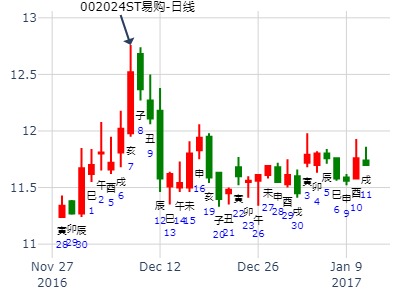 002024ST易购-日线
13
12.5
12
11.5
11
寅 28
卯 29
辰 30
巳 1
午 2
酉 5
戌 6
亥 7
子 8
丑 9
辰 12
巳 13
午 14
未 15
申 16
亥 19
子 20
丑 21
寅 22
卯 23
午 26
未 27
申 28
酉 29
戌 30
寅 3
卯 4
辰 5
巳 6
申 9
酉 10
戌 11
Nov 27 Dec 12 Dec 26 Jan 9
2016 2017